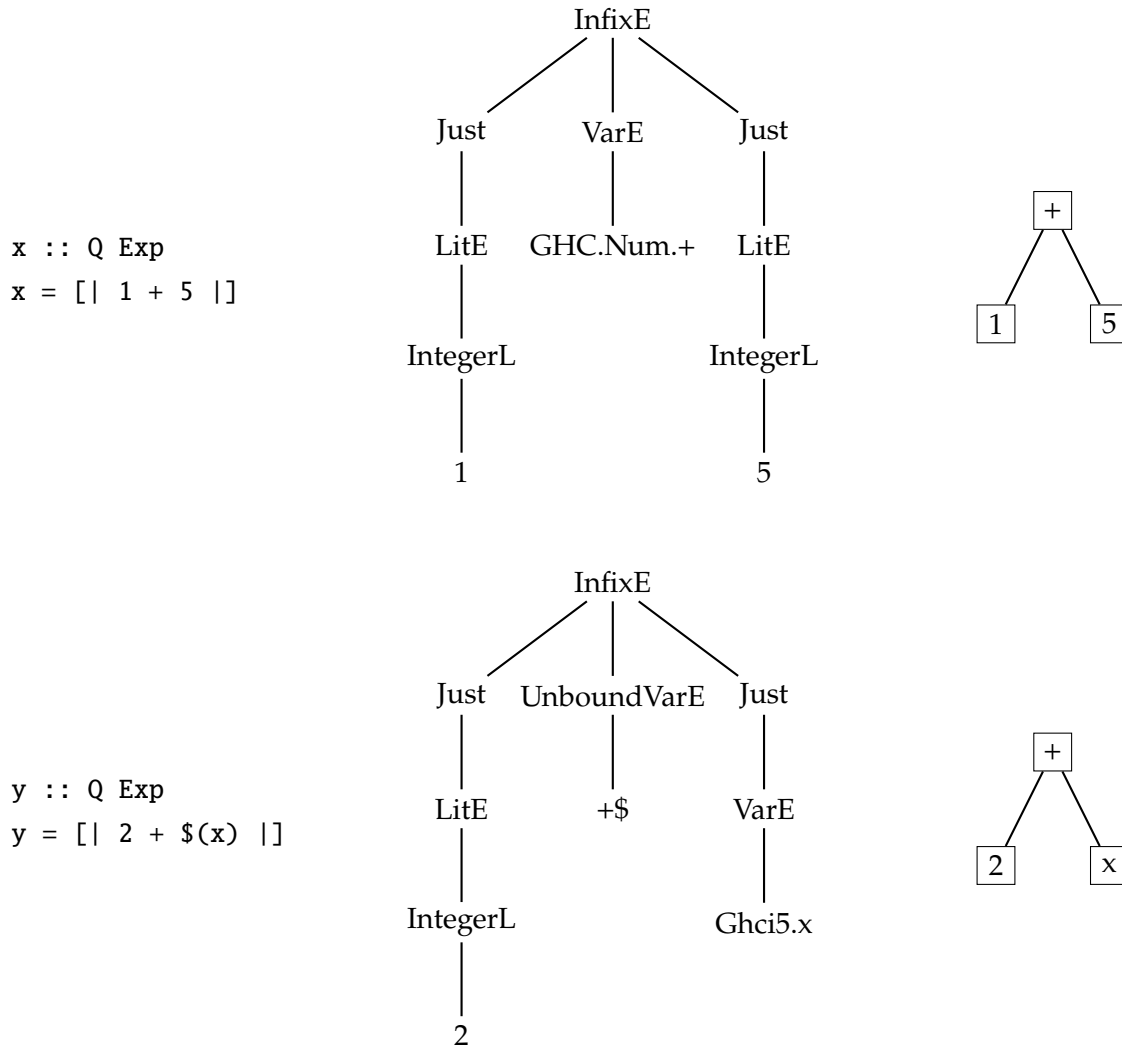 InfixE
Just VarE Just
x :: Q Exp
x = [| 1 + 5 |]
LitE GHC.Num.+ LitE
IntegerL IntegerL
1 5
+
1 5
InfixE
Just UnboundVarE Just
y :: Q Exp
y = [| 2 + $(x) |]
LitE +$ VarE
IntegerL Ghci5.x
2
+
2 x